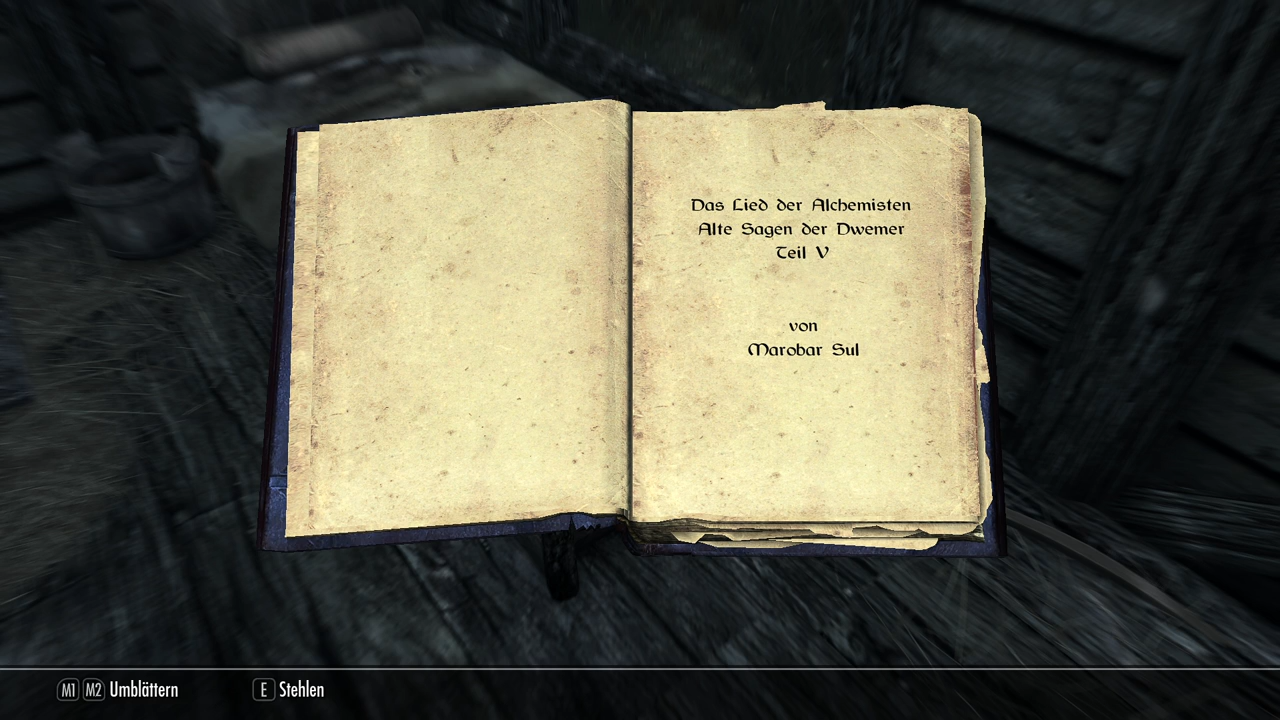 Das Lied der Alchemisten
Alte Sagen der Dwemer
Teil V
von
Marobar Sul
M1 M2 Umblättern E Stehlen